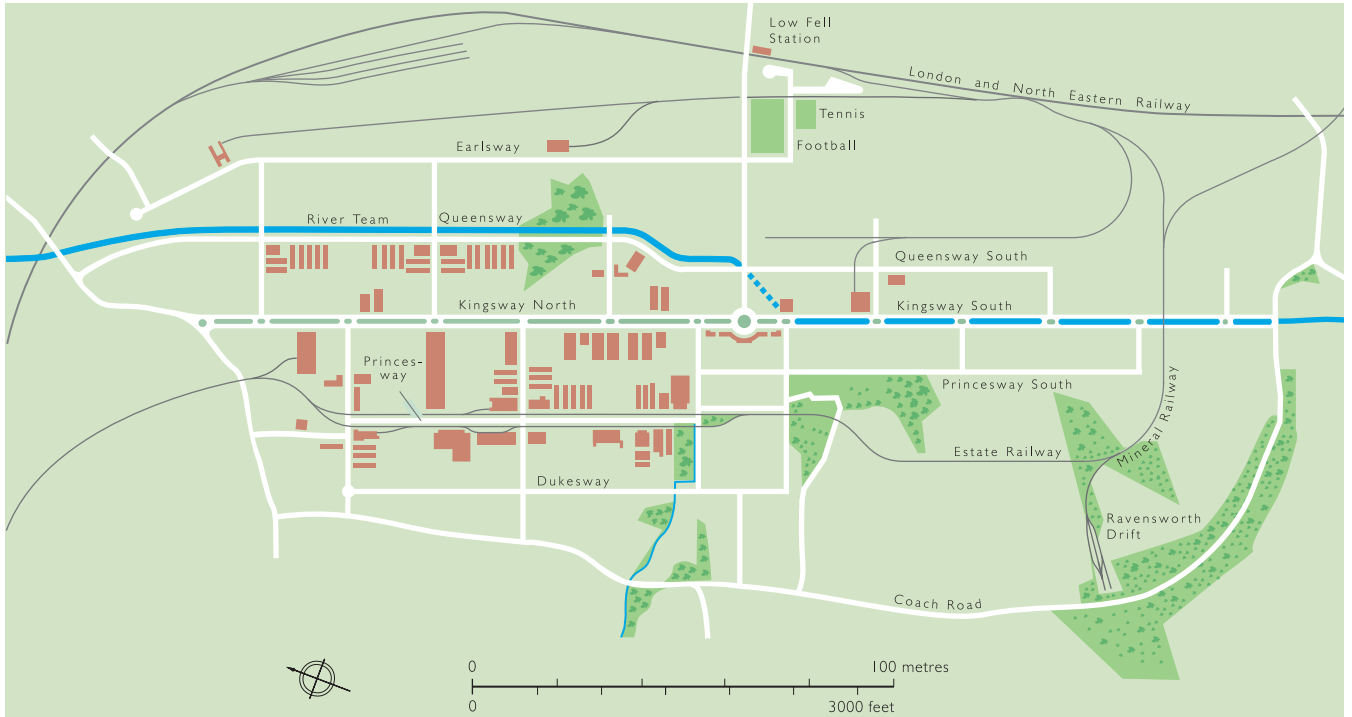 Low Fell
Station
London and North Eastern Railway
Tennis
Football
Earlsway
River Team
Queensway
Queensway South
Kingsway North
Kingsway South
Princes-
way
Princesway South
Mineral Railway
Estate Railway
Dukesway
Ravensworth
Drift
Coach Road
0
100 metres
0
3000 feet